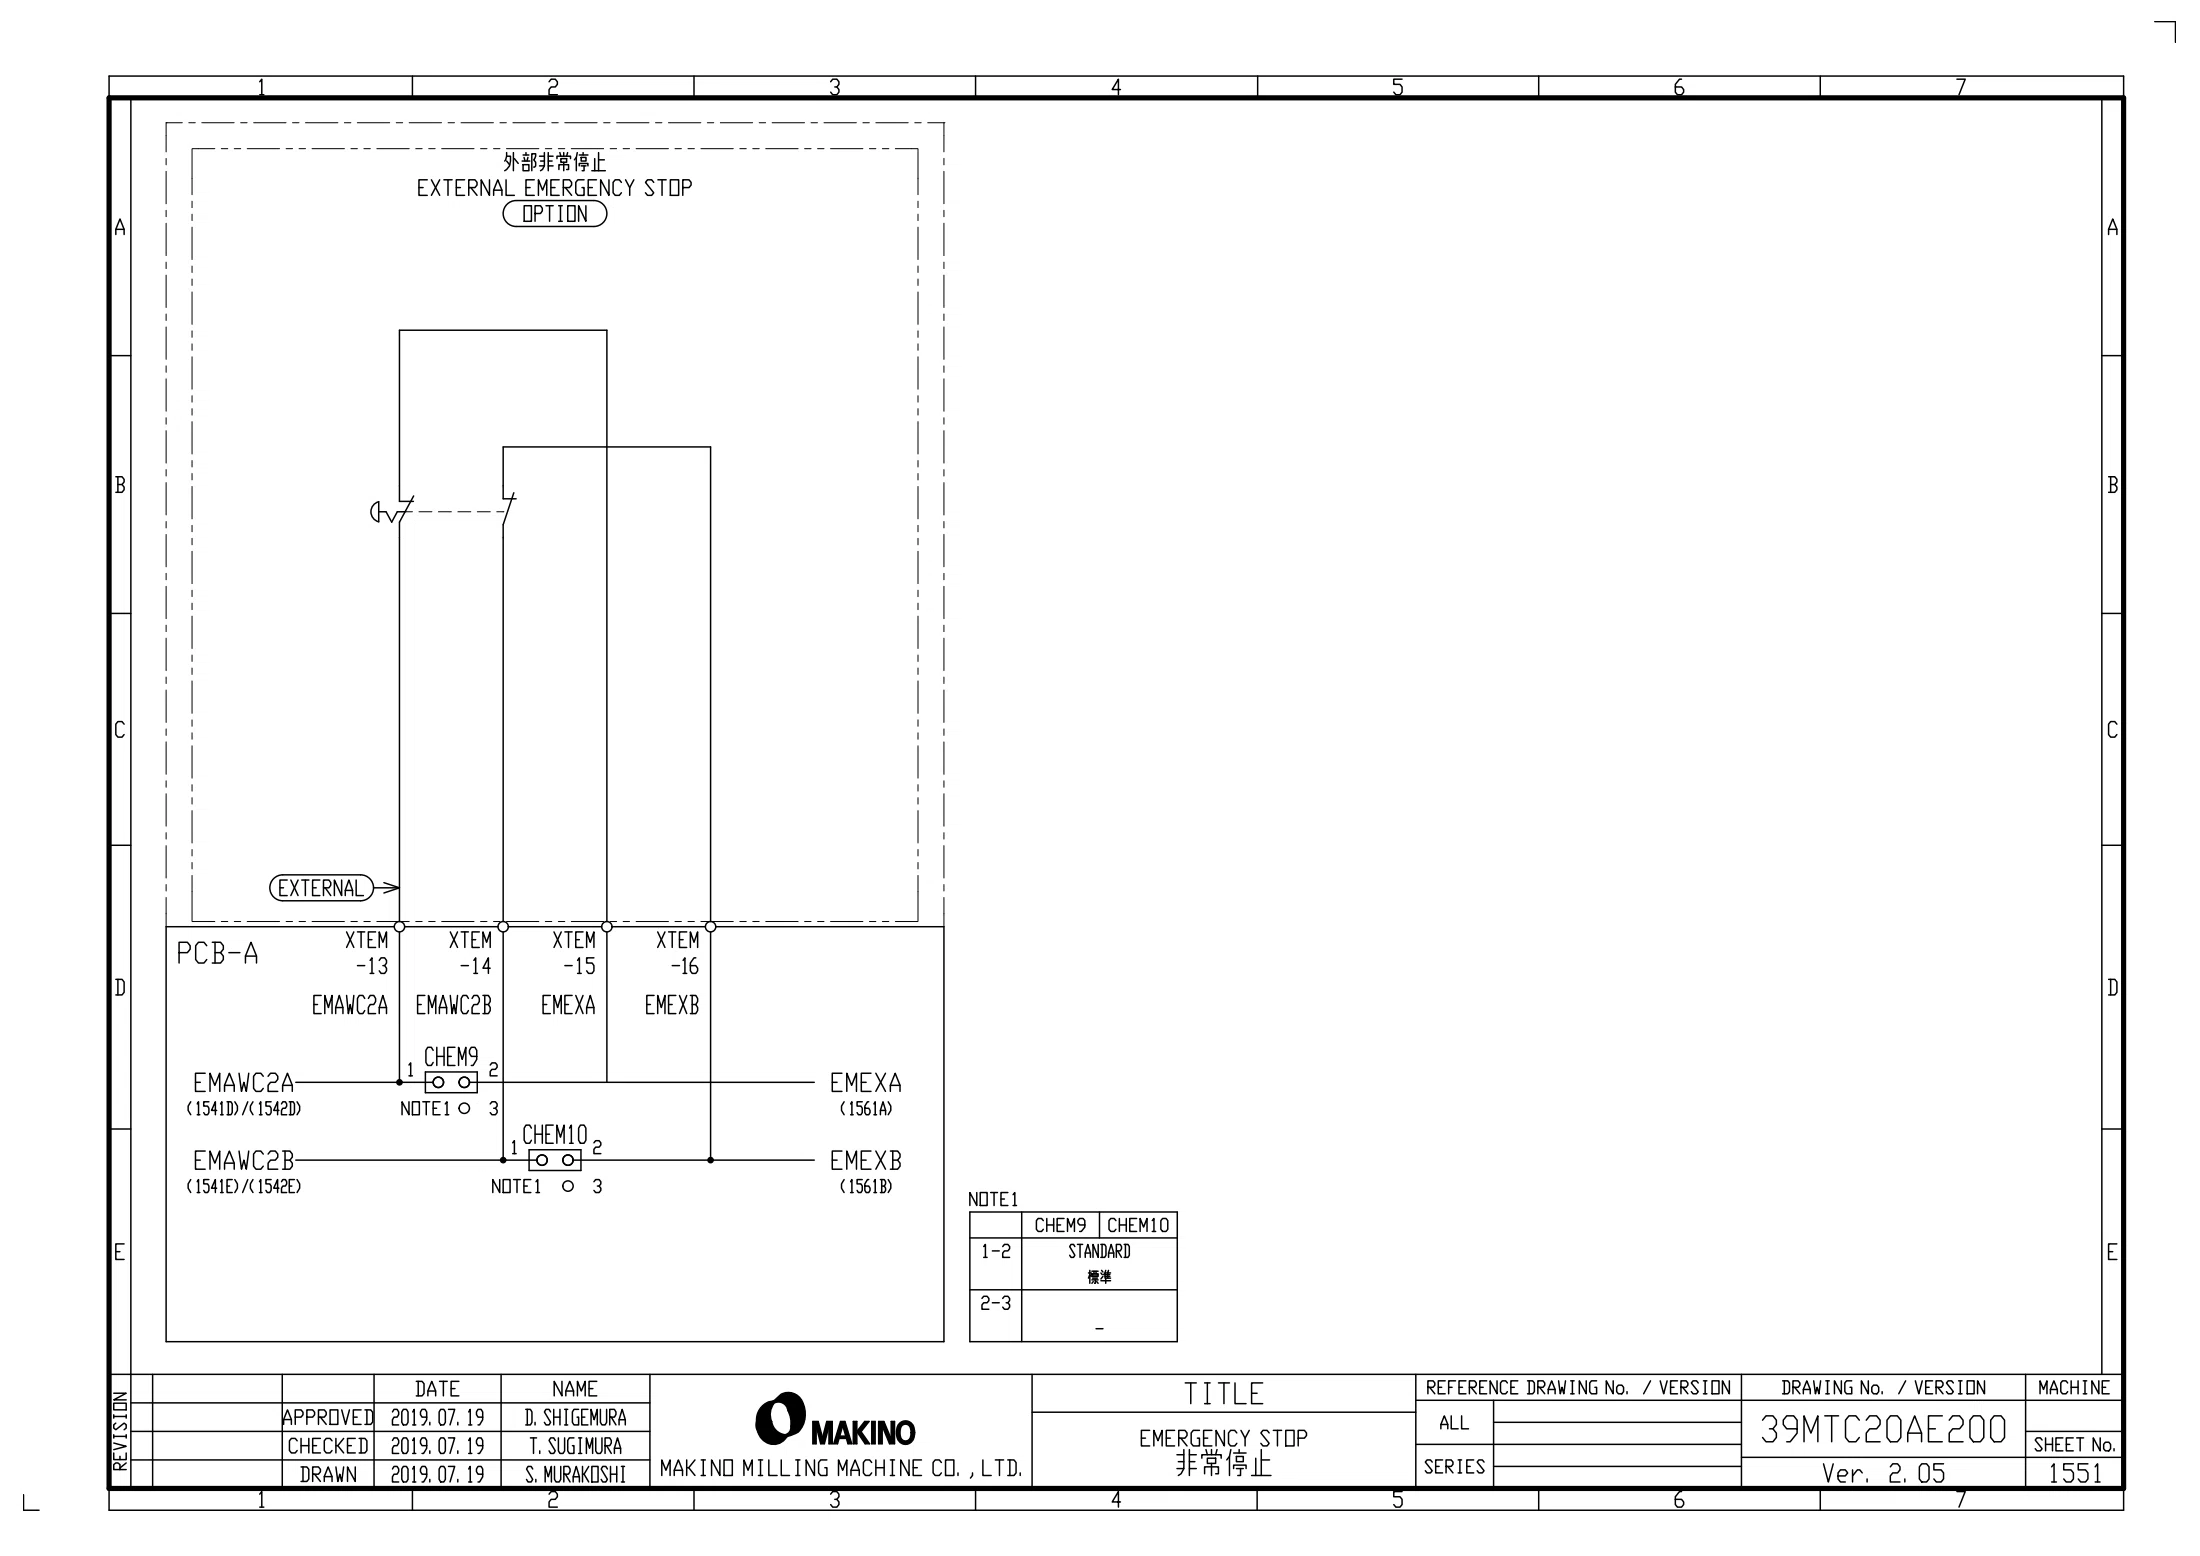 1 2 3 4 5 6 7
外部非常停止
EXTERNAL EMERGENCY STOP
OPTION
A A
B B
C C
EXTERNAL
PCB-A
XTEM XTEM XTEM XTEM
-13 -14 -15 -16
D D
EMAWC2A EMAWC2B EMEXA EMEXB
CHEM9
1 2
EMAWC2A EMEXA
(1541D)/(1542D) NOTE1 3 (1561A)
CHEM10
1 2
EMAWC2B EMEXB
(1541E)/(1542E) NOTE1 3 (1561B)
NOTE1
CHEM9 CHEM10
E E
1-2 STANDARD
標準
2-3
-
REVISION
DATE NAME
APPROVED 2019.07.19 D. SHIGEMURA
CHECKED 2019.07.19 T. SUGIMURA
DRAWN 2019.07.19 S. MURAKOSHI
MAKINO
MAKINO MILLING MACHINE CO.,LTD.
TITLE
EMERGENCY STOP
非常停止
REFERENCE DRAWING No. / VERSION
ALL
SERIES
DRAWING No. / VERSION
39MTC20AE200
Ver. 2.05
MACHINE
SHEET No.
1551
1 2 3 4 5 6 7